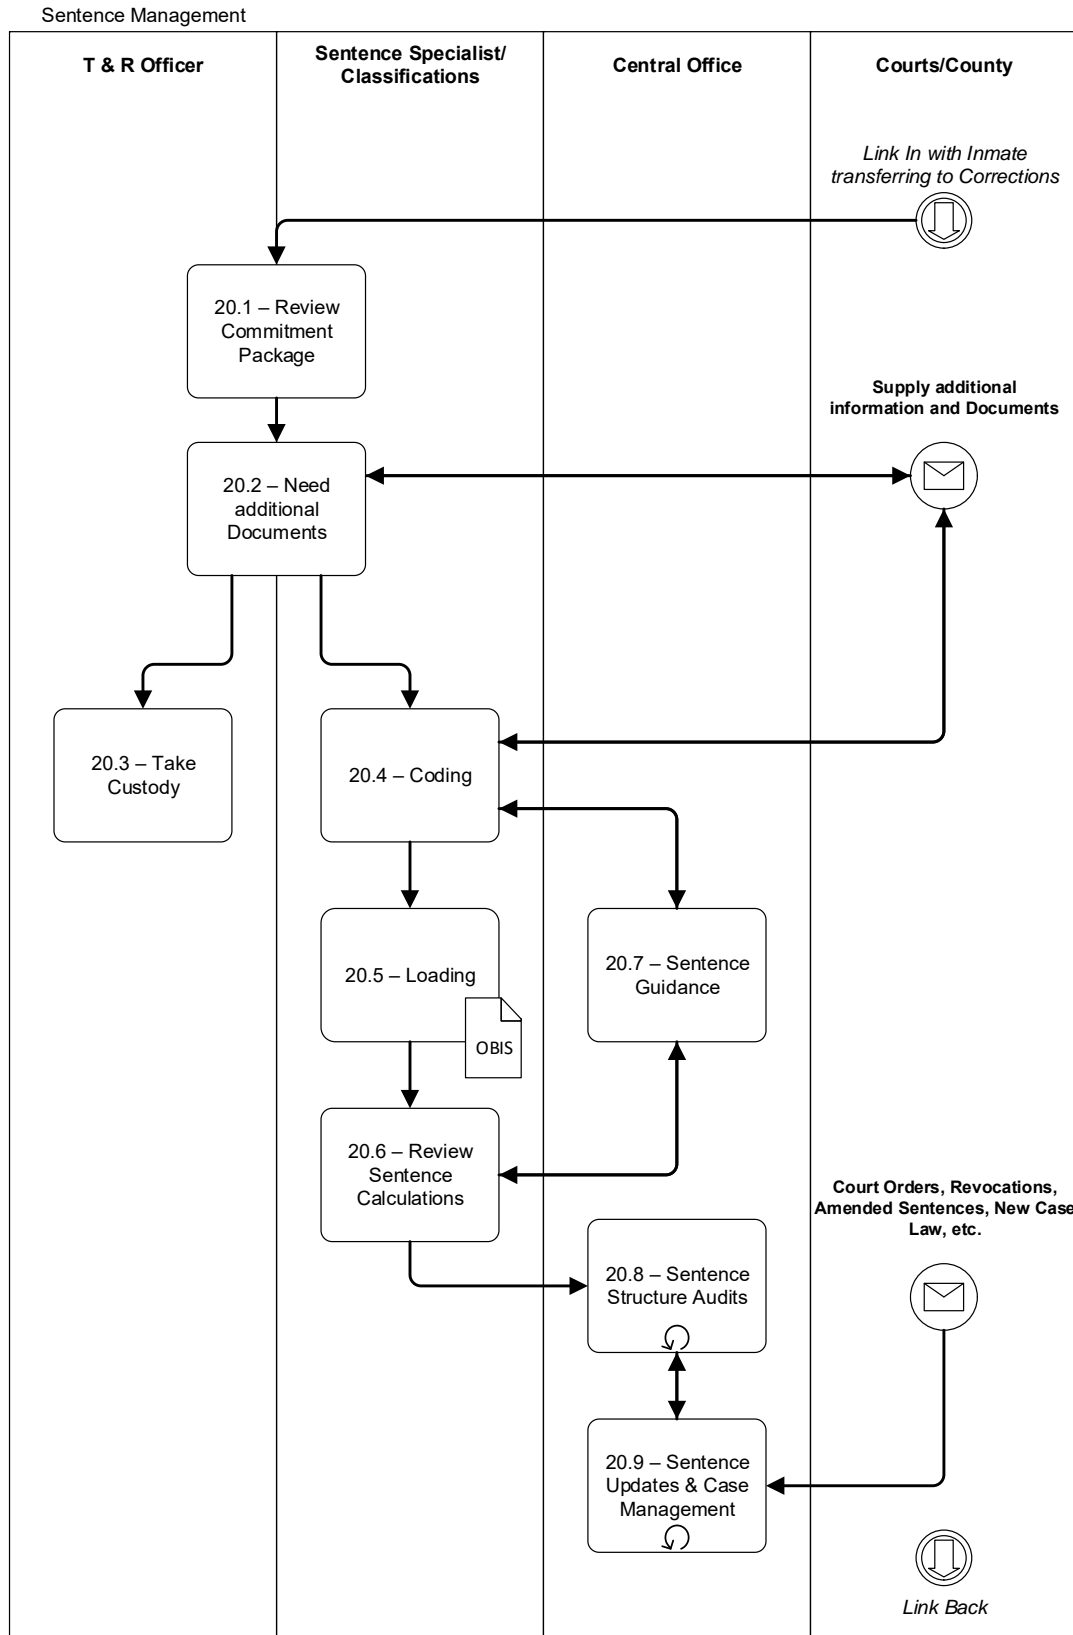 Sentence Management
T & R Officer
Sentence Specialist/
Classifications
Central Office
Courts/County
Link In with Inmate
transferring to Corrections
20.1 – Review
Commitment
Package
Supply additional
information and Documents
20.2 – Need
additional
Documents
20.3 – Take
Custody
20.4 – Coding
20.5 – Loading
OBIS
20.7 – Sentence
Guidance
20.6 – Review
Sentence
Calculations
Court Orders, Revocations,
Amended Sentences, New Case
Law, etc.
20.8 – Sentence
Structure Audits
20.9 – Sentence
Updates & Case
Management
Link Back